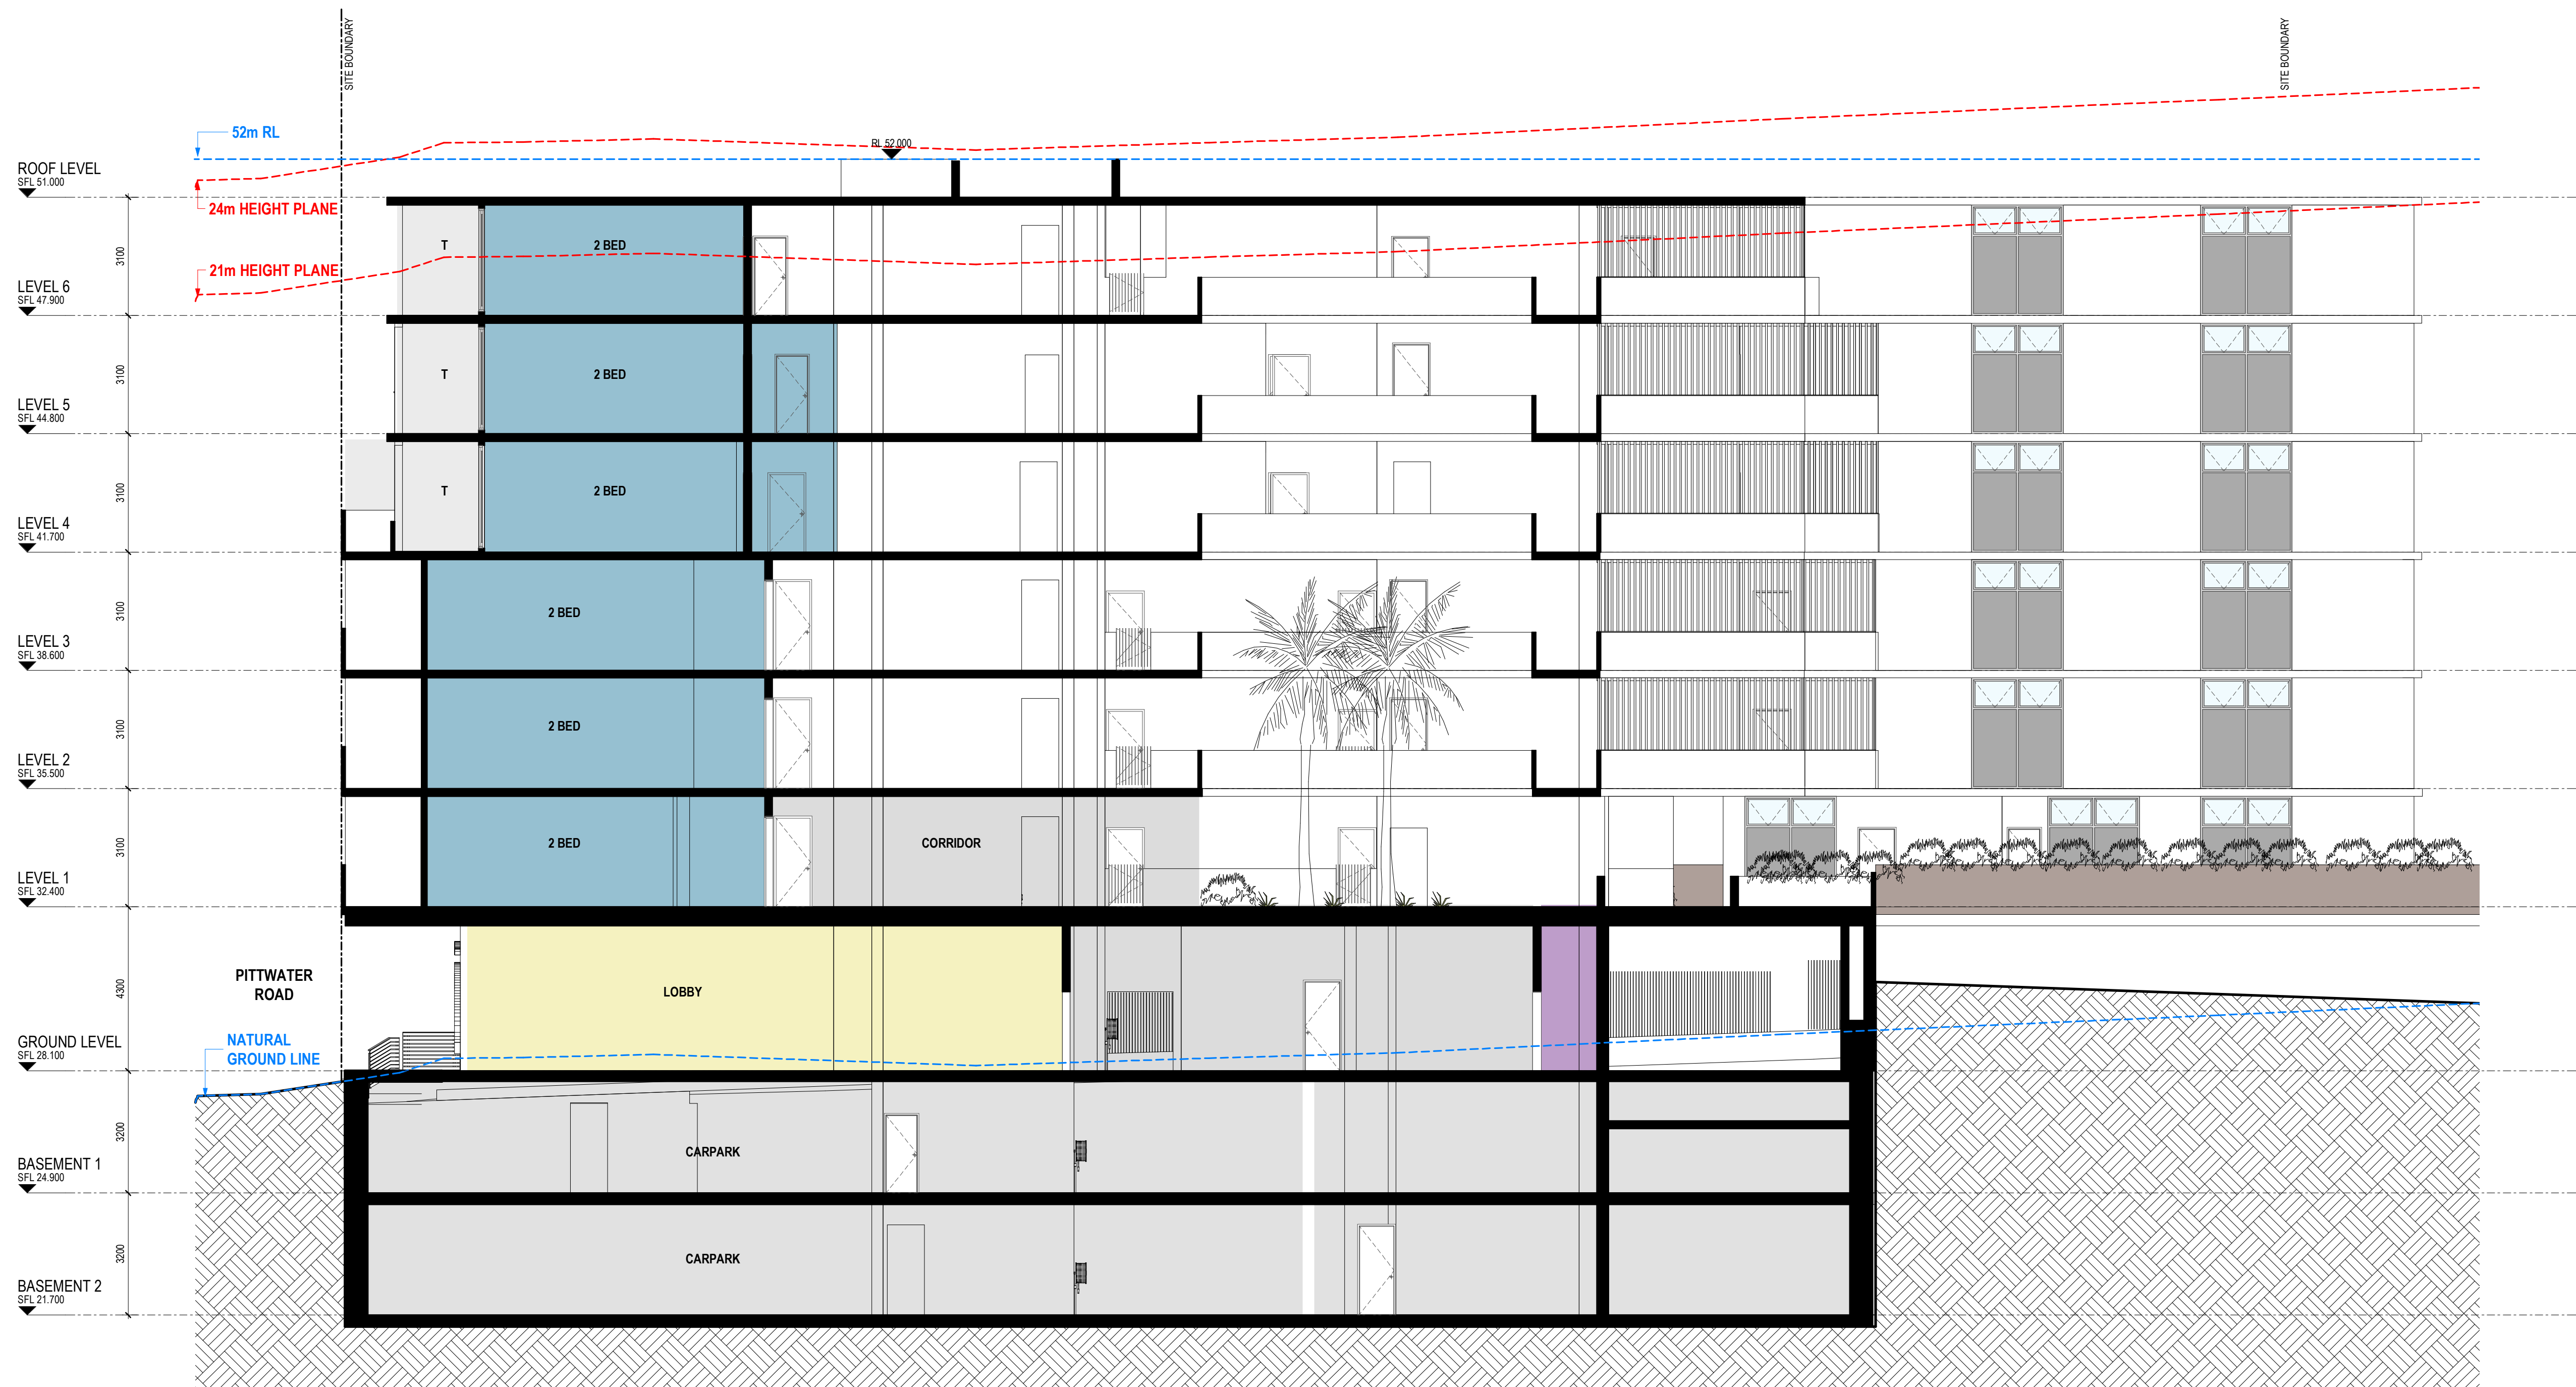 SITE BOUNDARY
SITE BOUNDARY
52m RL
RL 52.000
ROOF LEVEL
SFL 51.000
24m HEIGHT PLANE
3100
T
2 BED
21m HEIGHT PLANE
LEVEL 6
SFL 47.900
3100
T
2 BED
LEVEL 5
SFL 44.800
3100
T
2 BED
LEVEL 4
SFL 41.700
3100
2 BED
LEVEL 3
SFL 38.600
3100
2 BED
LEVEL 2
SFL 35.500
3100
2 BED
CORRIDOR
LEVEL 1
SFL 32.400
PITTWATER
ROAD
4300
LOBBY
GROUND LEVEL
SFL 28.100
NATURAL
GROUND LINE
3200
CARPARK
BASEMENT 1
SFL 24.900
3200
CARPARK
BASEMENT 2
SFL 21.700